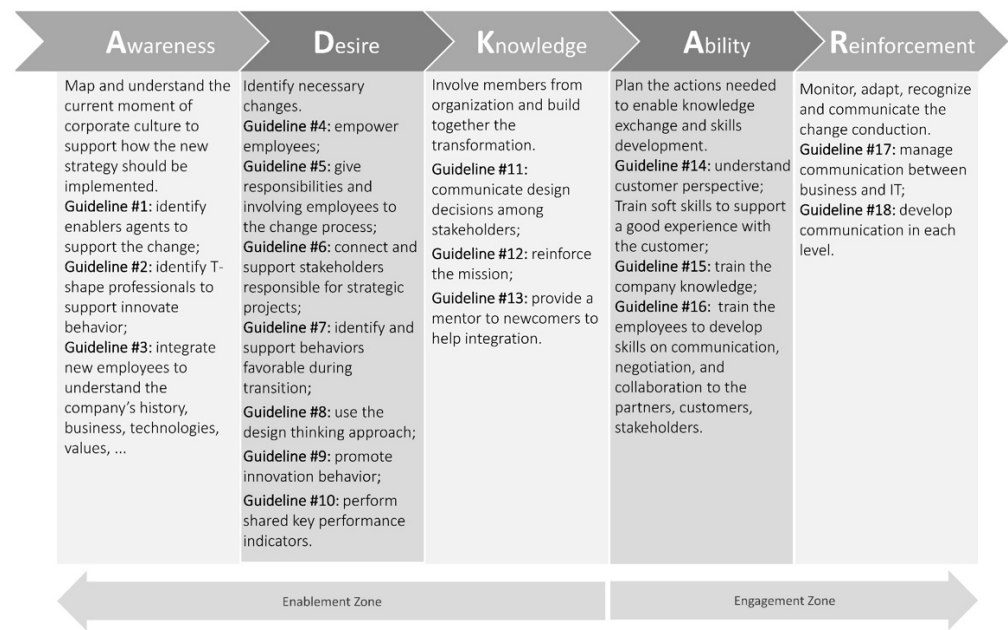 Awareness
Desire
Knowledge
Ability
Reinforcement
Map and understand the
current moment of
corporate culture to
support how the new
strategy should be
implemented.
Guideline #1: identify
enablers agents to
support the change;
Guideline #2: identify T-
shape professionals to
support innovate
behavior;
Guideline #3: integrate
new employees to
understand the
company's history,
business, technologies,
values, ...
Identify necessary
changes.
Guideline #4: empower
employees;
Guideline #5: give
responsibilities and
involving employees to
the change process;
Guideline #6: connect and
support stakeholders
responsible for strategic
projects;
Guideline #7: identify and
support behaviors
favorable during
transition;
Guideline #8: use the
design thinking approach;
Guideline #9: promote
innovation behavior;
Guideline #10: perform
shared key performance
indicators.
Involve members from
organization and build
together the
transformation.
Guideline #11:
communicate design
decisions among
stakeholders;
Guideline #12: reinforce
the mission;
Guideline #13: provide a
mentor to newcomers to
help integration.
Plan the actions needed
to enable knowledge
exchange and skills
development.
Guideline #14: understand
customer perspective;
Train soft skills to support
a good experience with
the customer;
Guideline #15: train the
company knowledge;
Guideline #16: train the
employees to develop
skills on communication,
negotiation, and
collaboration to the
partners, customers,
stakeholders.
Monitor, adapt, recognize
and communicate the
change conduction.
Guideline #17: manage
communication between
business and IT;
Guideline #18: develop
communication in each
level.
Enablement Zone
Engagement Zone